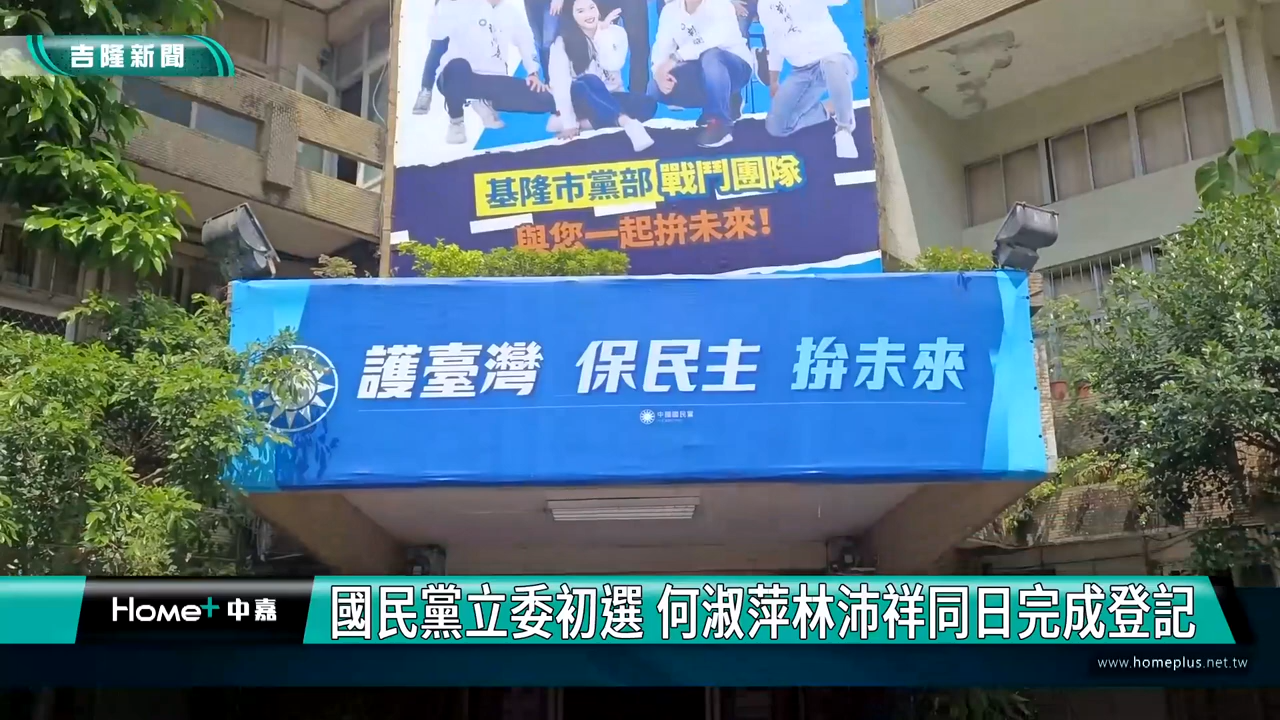 吉隆新聞
基隆市黨部 戰鬥團隊
與您一起拚未來!
護臺灣 保民主 拚未來
中國國民黨
Home+ 中嘉
國民黨立委初選 何淑萍林沛祥同日完成登記
www.homeplus.net.tw